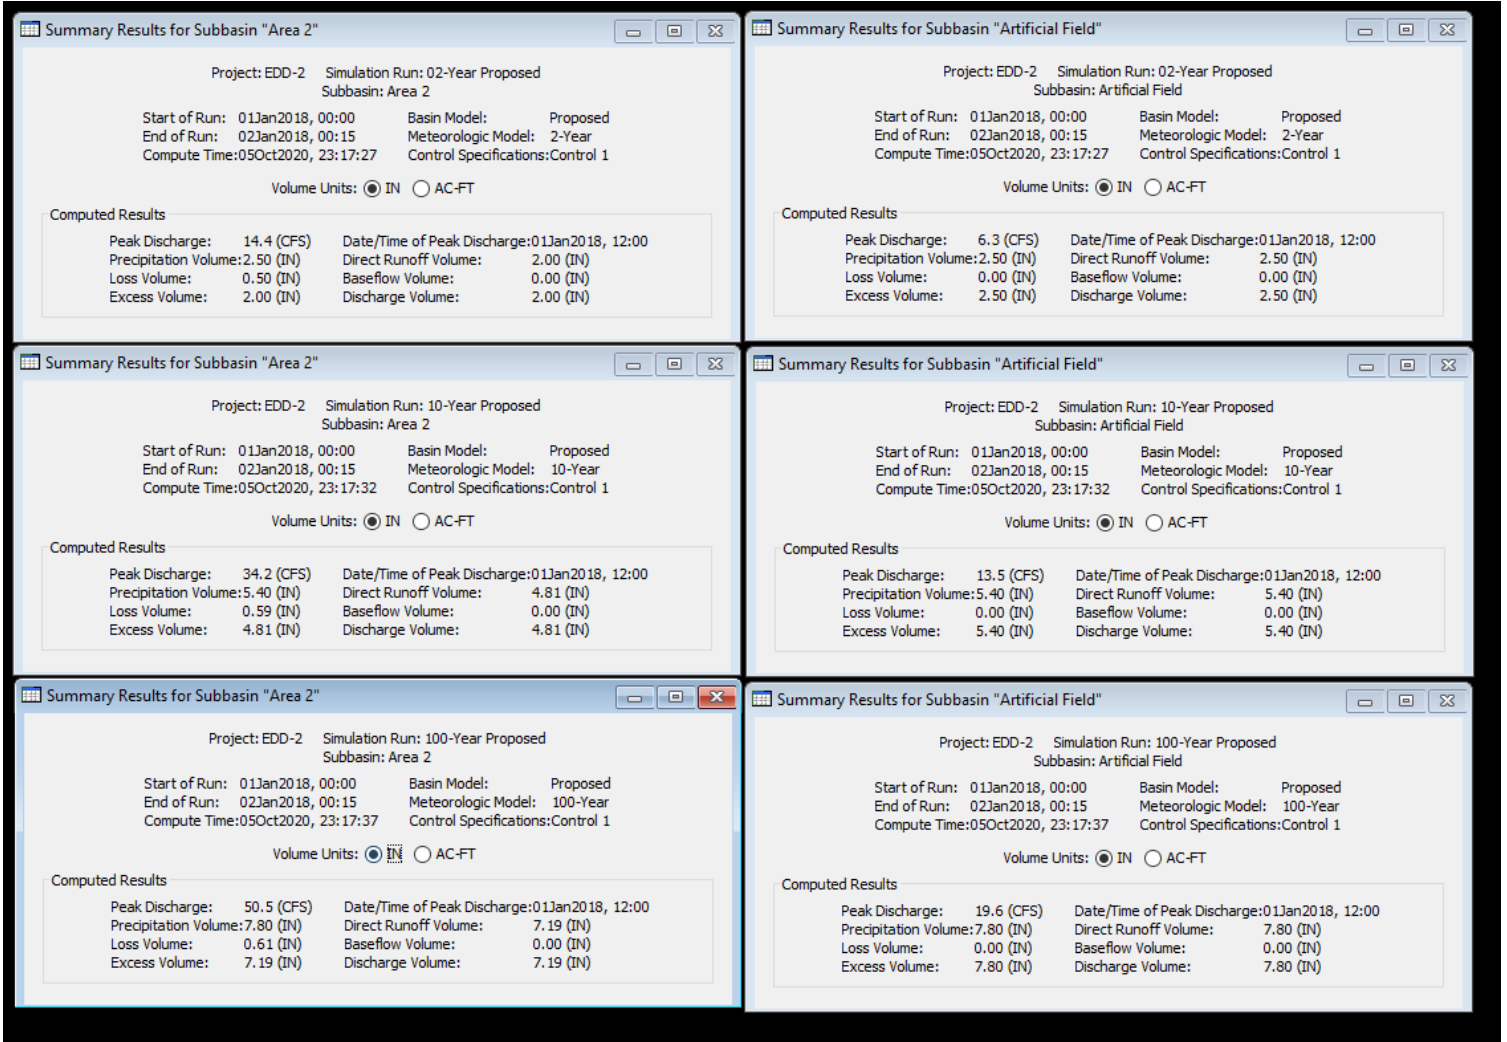 Summary Results for Subbasin "Area 2"
Project: EDD-2 Simulation Run: 02-Year Proposed
Subbasin: Area 2
Start of Run: 01Jan2018, 00:00 Basin Model: Proposed
End of Run: 02Jan2018, 00:15 Meteorologic Model: 2-Year
Compute Time:05Oct2020, 23:17:27 Control Specifications:Control 1
Volume Units: IN AC-FT
Computed Results
Peak Discharge: 14.4 (CFS) Date/Time of Peak Discharge:01Jan2018, 12:00
Precipitation Volume:2.50 (IN) Direct Runoff Volume: 2.00 (IN)
Loss Volume: 0.50 (IN) Baseflow Volume: 0.00 (IN)
Excess Volume: 2.00 (IN) Discharge Volume: 2.00 (IN)
Summary Results for Subbasin "Artificial Field"
Project: EDD-2 Simulation Run: 02-Year Proposed
Subbasin: Artificial Field
Start of Run: 01Jan2018, 00:00 Basin Model: Proposed
End of Run: 02Jan2018, 00:15 Meteorologic Model: 2-Year
Compute Time:05Oct2020, 23:17:27 Control Specifications:Control 1
Volume Units: IN AC-FT
Computed Results
Peak Discharge: 6.3 (CFS) Date/Time of Peak Discharge:01Jan2018, 12:00
Precipitation Volume:2.50 (IN) Direct Runoff Volume: 2.50 (IN)
Loss Volume: 0.00 (IN) Baseflow Volume: 0.00 (IN)
Excess Volume: 2.50 (IN) Discharge Volume: 2.50 (IN)
Summary Results for Subbasin "Area 2"
Project: EDD-2 Simulation Run: 10-Year Proposed
Subbasin: Area 2
Start of Run: 01Jan2018, 00:00 Basin Model: Proposed
End of Run: 02Jan2018, 00:15 Meteorologic Model: 10-Year
Compute Time:05Oct2020, 23:17:32 Control Specifications:Control 1
Volume Units: IN AC-FT
Computed Results
Peak Discharge: 34.2 (CFS) Date/Time of Peak Discharge:01Jan2018, 12:00
Precipitation Volume:5.40 (IN) Direct Runoff Volume: 4.81 (IN)
Loss Volume: 0.59 (IN) Baseflow Volume: 0.00 (IN)
Excess Volume: 4.81 (IN) Discharge Volume: 4.81 (IN)
Summary Results for Subbasin "Artificial Field"
Project: EDD-2 Simulation Run: 10-Year Proposed
Subbasin: Artificial Field
Start of Run: 01Jan2018, 00:00 Basin Model: Proposed
End of Run: 02Jan2018, 00:15 Meteorologic Model: 10-Year
Compute Time:05Oct2020, 23:17:32 Control Specifications:Control 1
Volume Units: IN AC-FT
Computed Results
Peak Discharge: 13.5 (CFS) Date/Time of Peak Discharge:01Jan2018, 12:00
Precipitation Volume:5.40 (IN) Direct Runoff Volume: 5.40 (IN)
Loss Volume: 0.00 (IN) Baseflow Volume: 0.00 (IN)
Excess Volume: 5.40 (IN) Discharge Volume: 5.40 (IN)
Summary Results for Subbasin "Area 2"
Project: EDD-2 Simulation Run: 100-Year Proposed
Subbasin: Area 2
Start of Run: 01Jan2018, 00:00 Basin Model: Proposed
End of Run: 02Jan2018, 00:15 Meteorologic Model: 100-Year
Compute Time:05Oct2020, 23:17:37 Control Specifications:Control 1
Volume Units: IN AC-FT
Computed Results
Peak Discharge: 50.5 (CFS) Date/Time of Peak Discharge:01Jan2018, 12:00
Precipitation Volume:7.80 (IN) Direct Runoff Volume: 7.19 (IN)
Loss Volume: 0.61 (IN) Baseflow Volume: 0.00 (IN)
Excess Volume: 7.19 (IN) Discharge Volume: 7.19 (IN)
Summary Results for Subbasin "Artificial Field"
Project: EDD-2 Simulation Run: 100-Year Proposed
Subbasin: Artificial Field
Start of Run: 01Jan2018, 00:00 Basin Model: Proposed
End of Run: 02Jan2018, 00:15 Meteorologic Model: 100-Year
Compute Time:05Oct2020, 23:17:37 Control Specifications:Control 1
Volume Units: IN AC-FT
Computed Results
Peak Discharge: 19.6 (CFS) Date/Time of Peak Discharge:01Jan2018, 12:00
Precipitation Volume:7.80 (IN) Direct Runoff Volume: 7.80 (IN)
Loss Volume: 0.00 (IN) Baseflow Volume: 0.00 (IN)
Excess Volume: 7.80 (IN) Discharge Volume: 7.80 (IN)